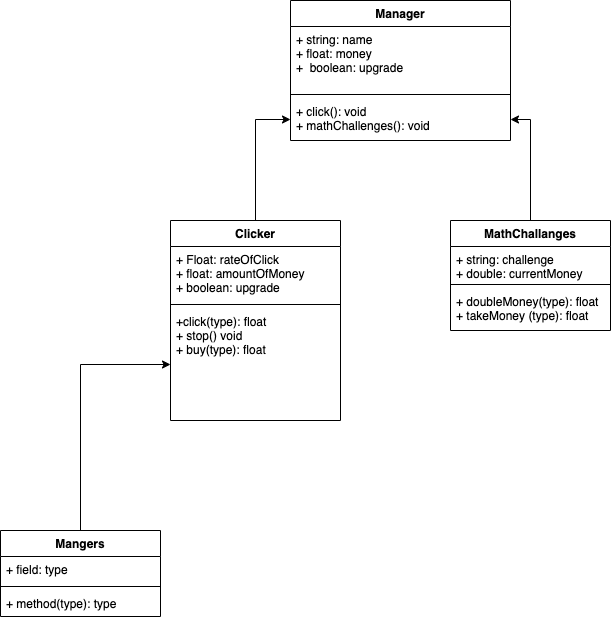 Manager
+ string: name
+ float: money
+ boolean: upgrade
+ click(): void
+ mathChallenges(): void
Clicker
+ Float: rateOfClick
+ float: amountOfMoney
+ boolean: upgrade
+click(type): float
+ stop() void
+ buy(type): float
MathChallanges
+ string: challenge
+ double: currentMoney
+ doubleMoney(type): float
+ takeMoney (type): float
Mangers
+ field: type
+ method(type): type